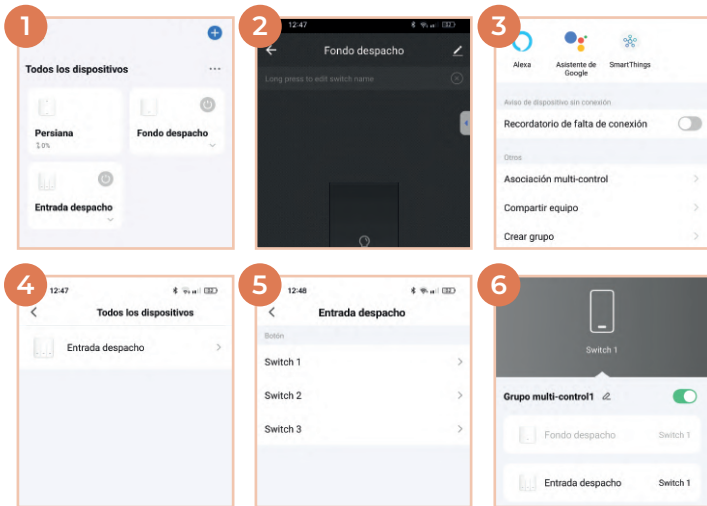 1
Todos los dispositivos
Persiana
10%
Fondo despacho
Entrada despacho
2
12:47
Fondo despacho
Long press to edit switch name
3
Alexa
Asistente de
Google
SmartThings
Aviso de dispositivo sin conexión
Recordatorio de falta de conexión
Otros
Asociación multi-control
Compartir equipo
Crear grupo
4
12:47
Todos los dispositivos
Entrada despacho
5
12:48
Entrada despacho
Botón
Switch 1
Switch 2
Switch 3
6
Switch 1
Grupo multi-control1
Fondo despacho Switch 1
Entrada despacho Switch 1